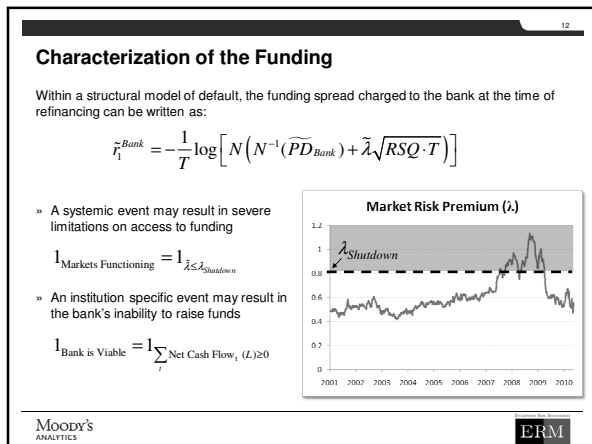 12
Characterization of the Funding
Within a structural model of default, the funding spread charged to the bank at the time of
refinancing can be written as:
r̃₁^Bank = −(1/T) log[N(N⁻¹(P̃D_Bank) + λ̃√(RSQ·T))]
» A systemic event may result in severe
limitations on access to funding
1_Markets Functioning = 1_λ̃≤λ_Shutdown
» An institution specific event may result in
the bank's inability to raise funds
1_Bank is Viable = 1_∑_t Net Cash Flow_t (L)≥0
Market Risk Premium (λ)
1.2
1
0.8
0.6
0.4
0.2
0
λ_Shutdown
2001 2002 2003 2004 2005 2006 2007 2008 2009 2010
MOODY'S
ANALYTICS
ENTERPRISE RISK MANAGEMENT
ERM